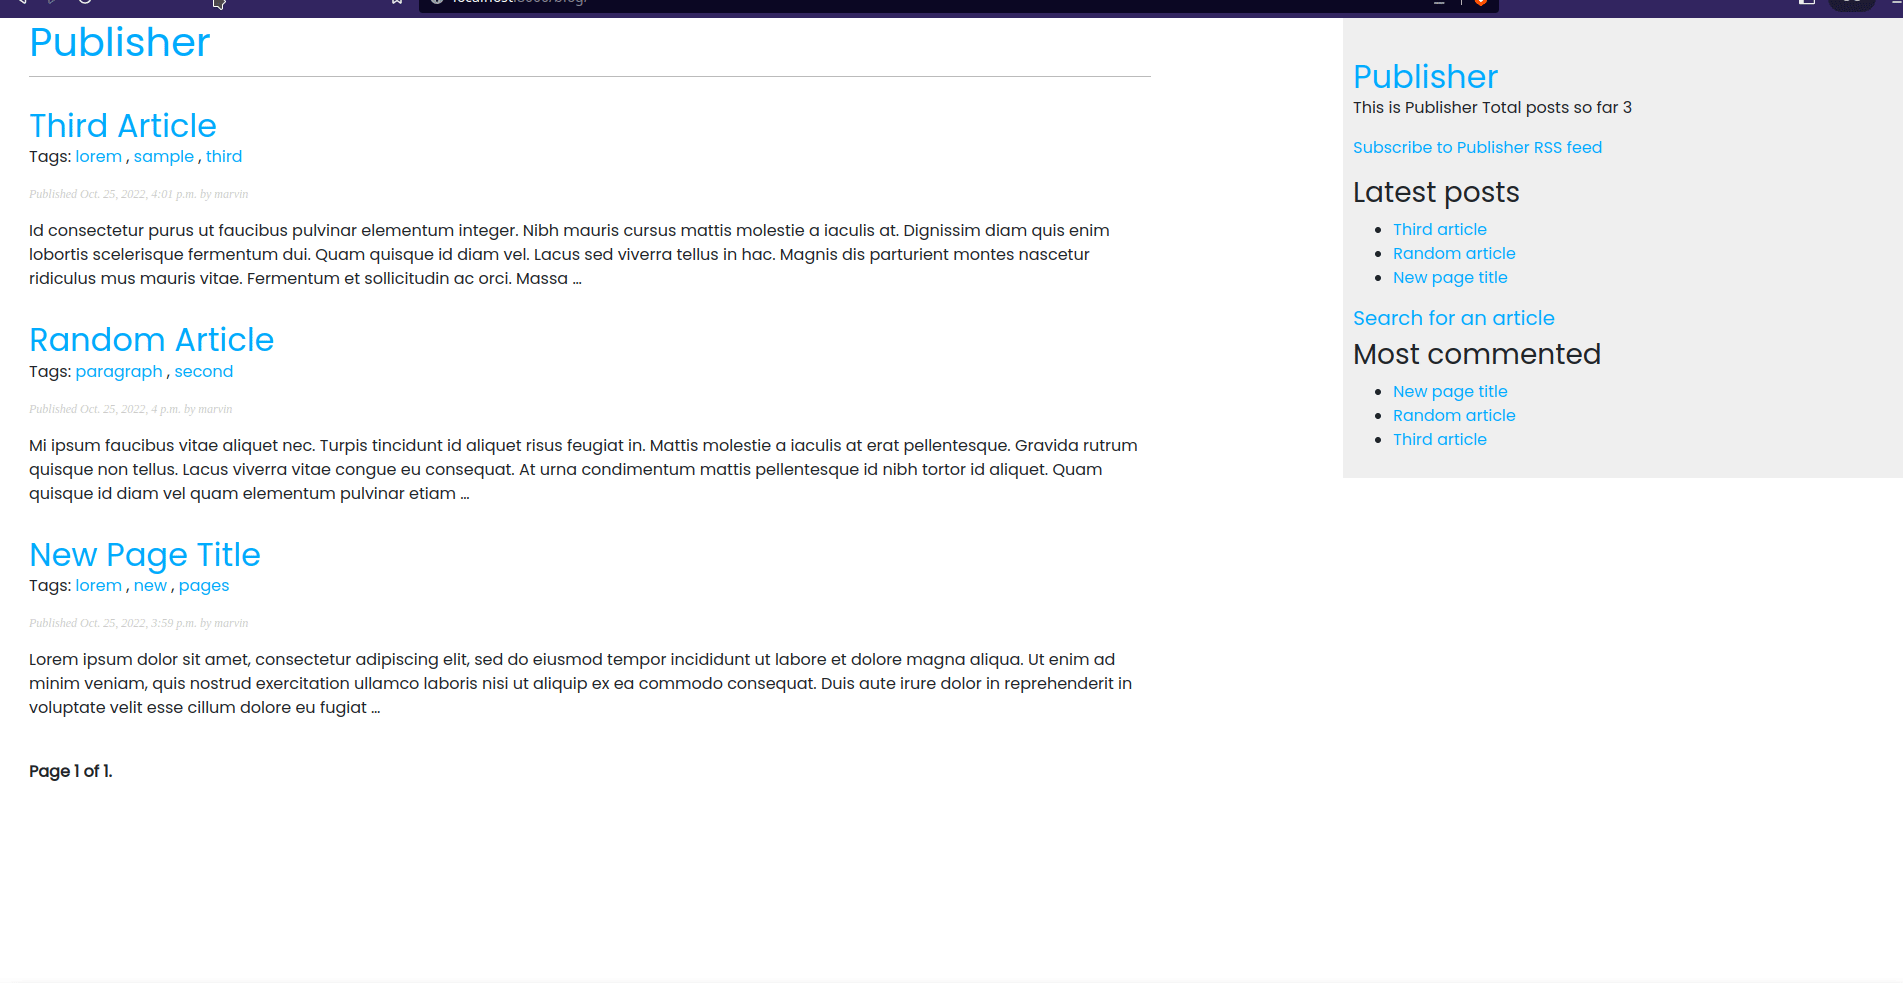 Publisher
Third Article
Tags: lorem , sample , third
Published Oct. 25, 2022, 4:01 p.m. by marvin
Id consectetur purus ut faucibus pulvinar elementum integer. Nibh mauris cursus mattis molestie a iaculis at. Dignissim diam quis enim
lobortis scelerisque fermentum dui. Quam quisque id diam vel. Lacus sed viverra tellus in hac. Magnis dis parturient montes nascetur
ridiculus mus mauris vitae. Fermentum et sollicitudin ac orci. Massa …
Random Article
Tags: paragraph , second
Published Oct. 25, 2022, 4 p.m. by marvin
Mi ipsum faucibus vitae aliquet nec. Turpis tincidunt id aliquet risus feugiat in. Mattis molestie a iaculis at erat pellentesque. Gravida rutrum
quisque non tellus. Lacus viverra vitae congue eu consequat. At urna condimentum mattis pellentesque id nibh tortor id aliquet. Quam
quisque id diam vel quam elementum pulvinar etiam …
New Page Title
Tags: lorem , new , pages
Published Oct. 25, 2022, 3:59 p.m. by marvin
Lorem ipsum dolor sit amet, consectetur adipiscing elit, sed do eiusmod tempor incididunt ut labore et dolore magna aliqua. Ut enim ad
minim veniam, quis nostrud exercitation ullamco laboris nisi ut aliquip ex ea commodo consequat. Duis aute irure dolor in reprehenderit in
voluptate velit esse cillum dolore eu fugiat …
Page 1 of 1.
Publisher
This is Publisher Total posts so far 3
Subscribe to Publisher RSS feed
Latest posts
Third article
Random article
New page title
Search for an article
Most commented
New page title
Random article
Third article